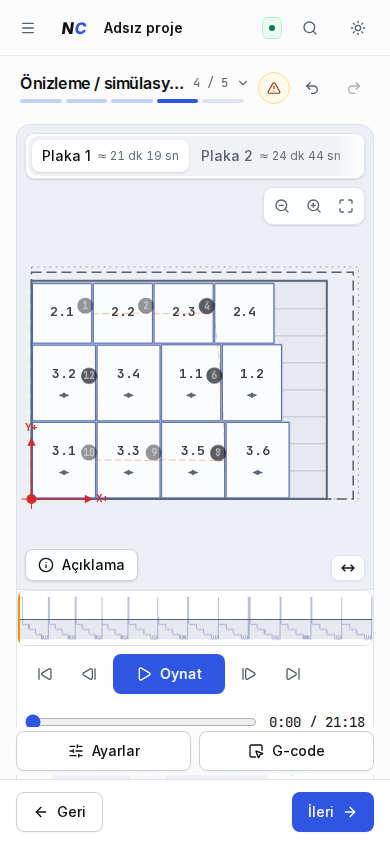 NC Adsız proje
Önizleme / simülasy... 4 / 5
Plaka 1 ≈ 21 dk 19 sn Plaka 2 ≈ 24 dk 44 sn
2.1 1 2.2 2 2.3 4 2.4
3.2 12 3.4 1.1 6 1.2
Y+
3.1 10 3.3 9 3.5 8 3.6
X+
Açıklama
Oynat
0:00 / 21:18
Ayarlar G-code
Geri İleri